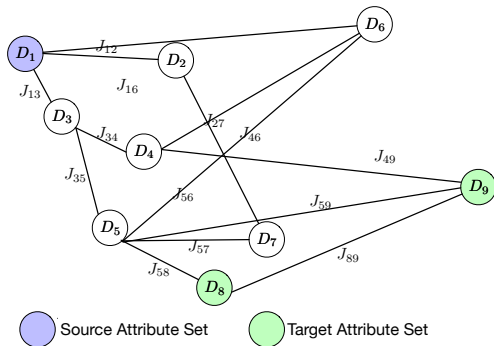 D₆
J₁₂
D₁
D₂
J₁₆
J₁₃
D₃
J₂₇
J₃₄
J₄₆
D₄
J₄₉
J₃₅
D₉
J₅₆
J₅₉
D₅
D₇
J₅₇
J₈₉
J₅₈
D₈
Source Attribute Set
Target Attribute Set